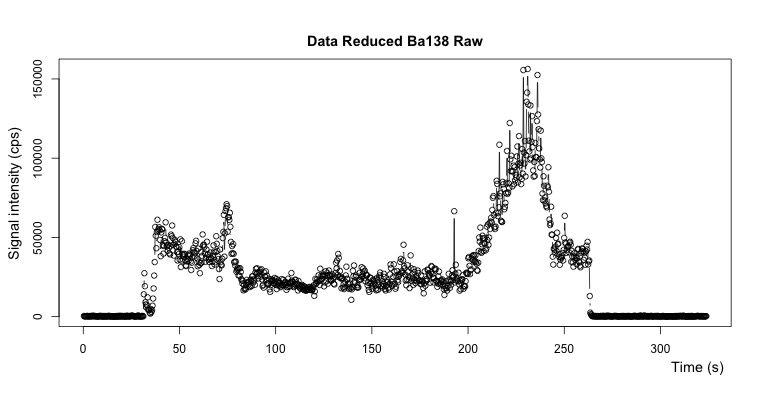 Data Reduced Ba138 Raw
Signal intensity (cps)
150000
100000
50000
0
0 50 100 150 200 250 300
Time (s)